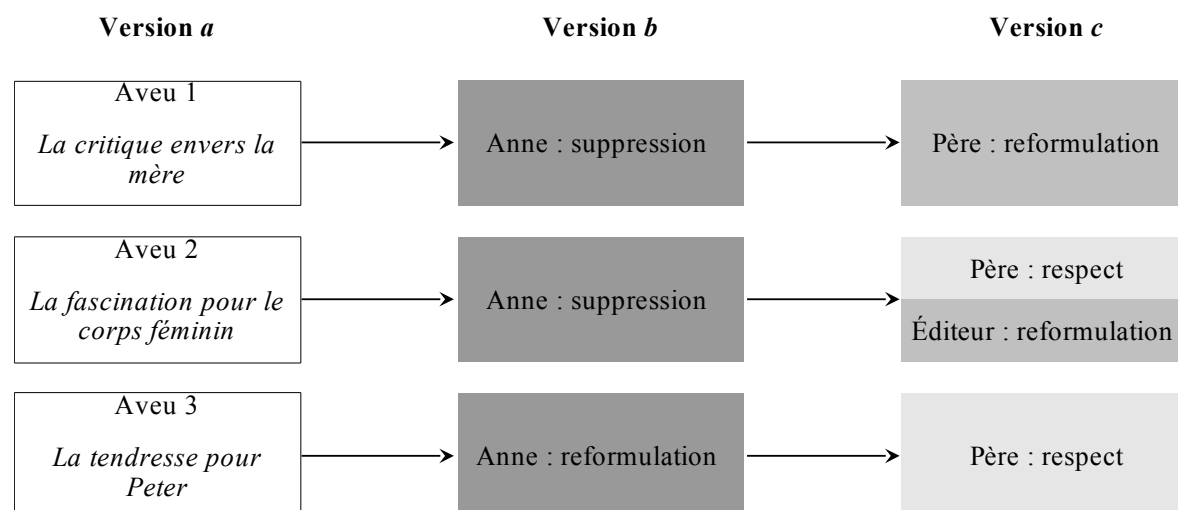 Version a
Version b
Version c
Aveu 1
La critique envers la
mère
Anne : suppression
Père : reformulation
Aveu 2
La fascination pour le
corps féminin
Anne : suppression
Père : respect
Éditeur : reformulation
Aveu 3
La tendresse pour
Peter
Anne : reformulation
Père : respect